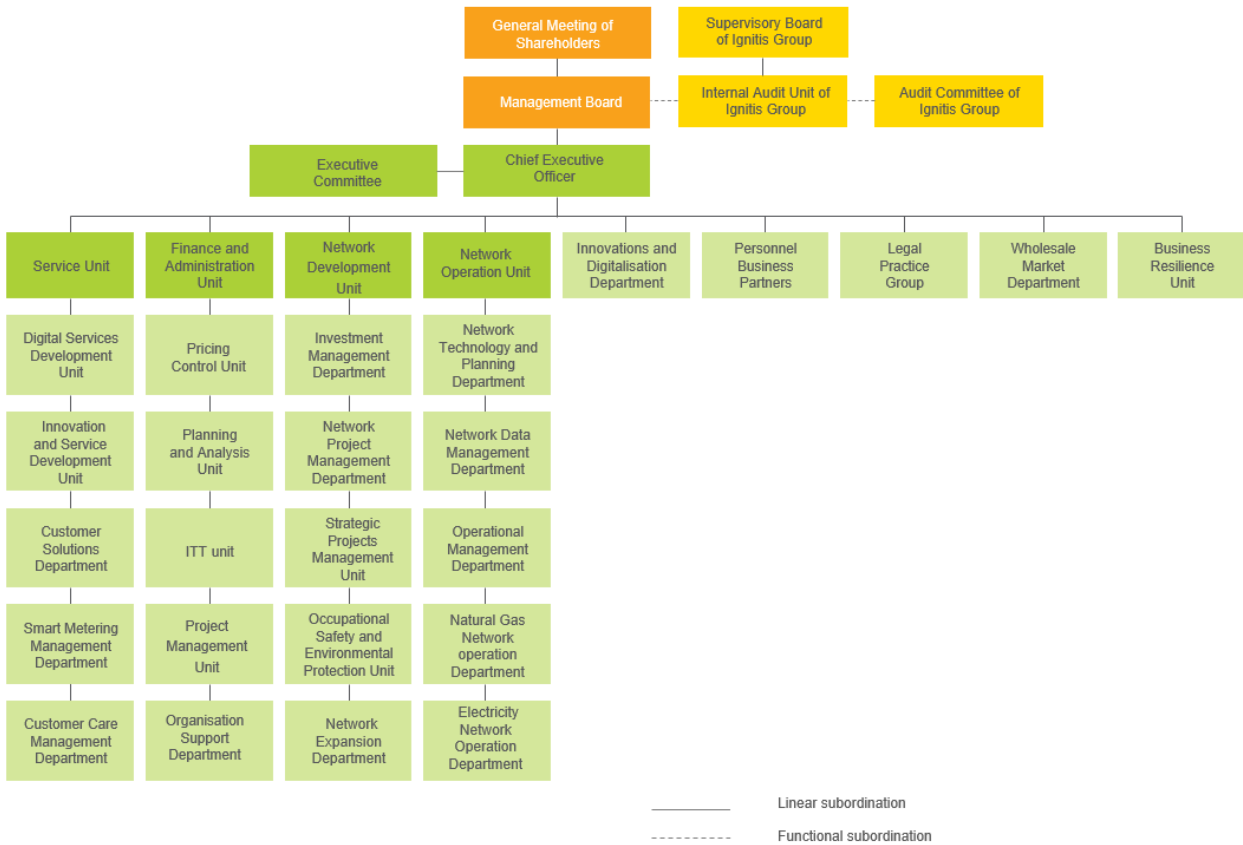 General Meeting of
Shareholders
Supervisory Board
of Ignitis Group
Management Board
Internal Audit Unit of
Ignitis Group
Audit Committee of
Ignitis Group
Executive
Committee
Chief Executive
Officer
Service Unit
Finance and
Administration
Unit
Network
Development
Unit
Network
Operation Unit
Innovations and
Digitalisation
Department
Personnel
Business
Partners
Legal
Practice
Group
Wholesale
Market
Department
Business
Resilience
Unit
Digital Services
Development
Unit
Pricing
Control Unit
Investment
Management
Department
Network
Technology and
Planning
Department
Innovation
and Service
Development
Unit
Planning
and Analysis
Unit
Network
Project
Management
Department
Network Data
Management
Department
Customer
Solutions
Department
ITT unit
Strategic
Projects
Management
Unit
Operational
Management
Department
Smart Metering
Management
Department
Project
Management
Unit
Occupational
Safety and
Environmental
Protection Unit
Natural Gas
Network
operation
Department
Customer Care
Management
Department
Organisation
Support
Department
Network
Expansion
Department
Electricity
Network
Operation
Department
Linear subordination
Functional subordination